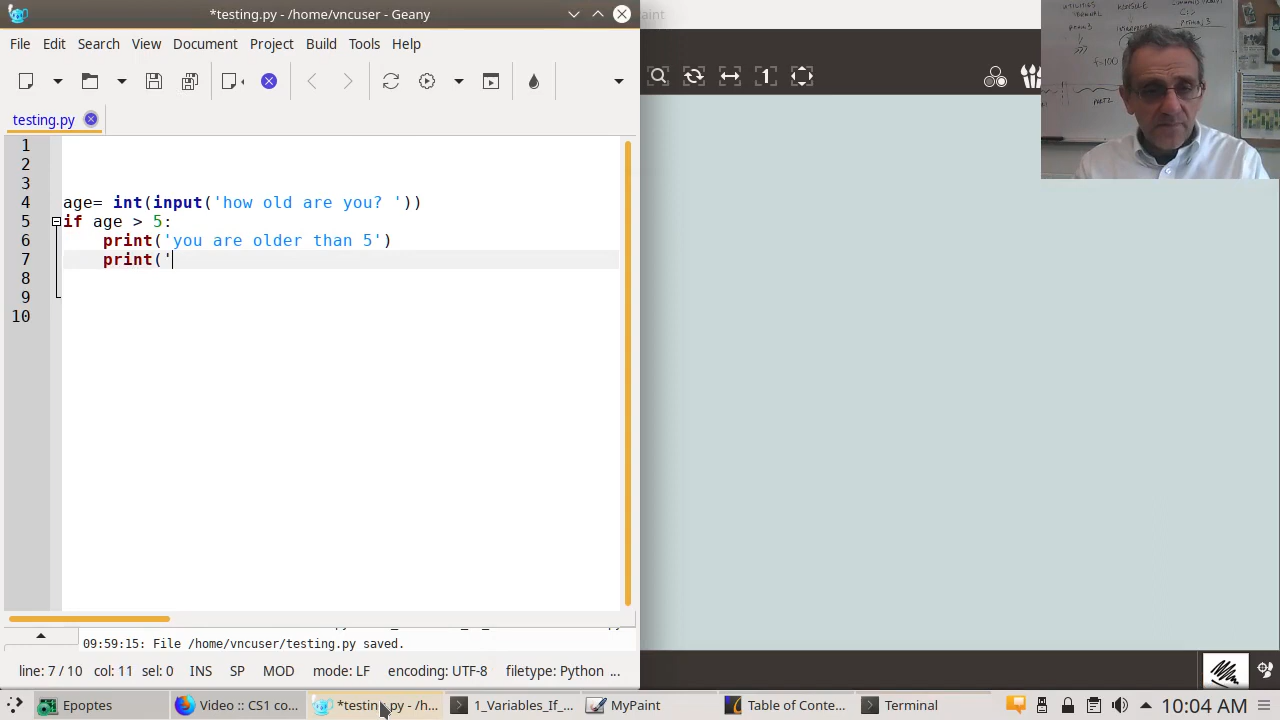 *testing.py - /home/vncuser - Geany
File Edit Search View Document Project Build Tools Help
testing.py
1
2
3
4 age= int(input('how old are you? '))
5 if age > 5:
6 print('you are older than 5')
7 print('
8
9
10
09:59:15: File /home/vncuser/testing.py saved.
line: 7 / 10 col: 11 sel: 0 INS SP MOD mode: LF encoding: UTF-8 filetype: Python ...
aint
1
f=100
PART2
Epoptes
Video :: CS1 co...
*testing.py - /h...
1_Variables_If_...
MyPaint
Table of Conte...
Terminal
10:04 AM